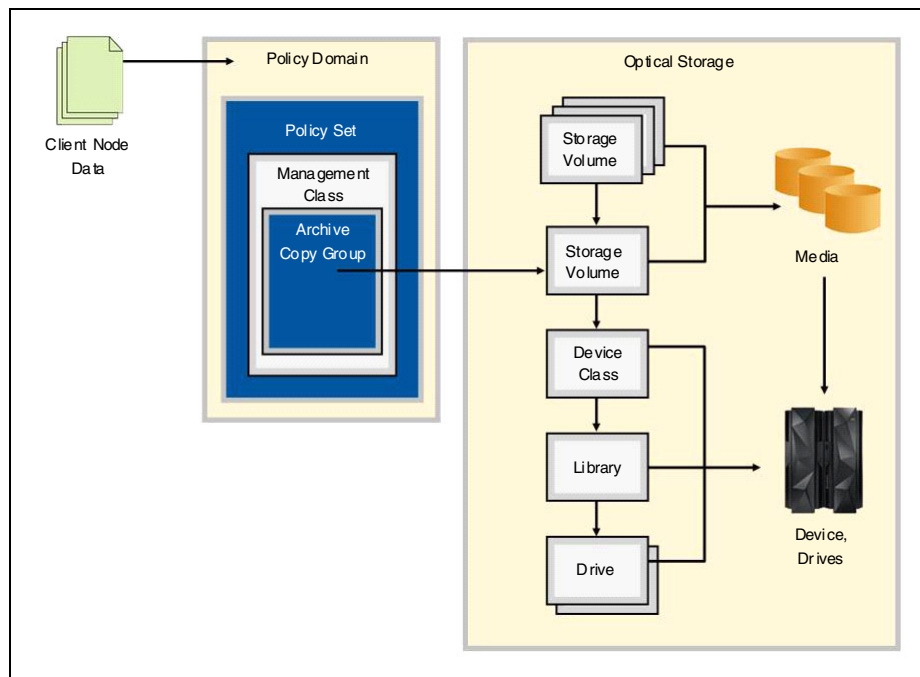 Client Node
Data
Policy Domain
Policy Set
Management
Class
Archive
Copy Group
Optical Storage
Storage
Volume
Storage
Volume
Device
Class
Library
Drive
Media
Device,
Drives